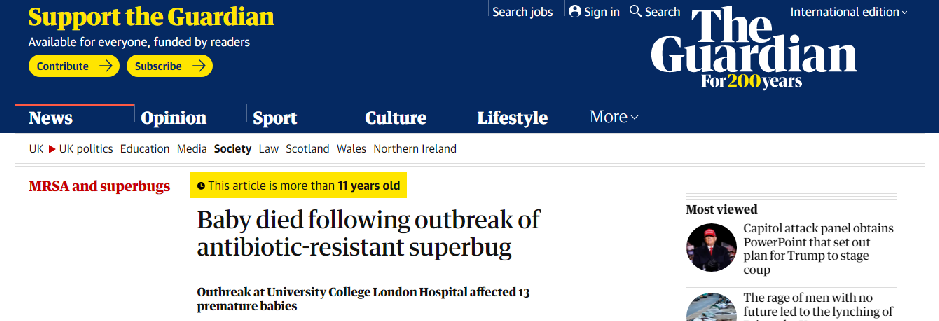 Support the Guardian
Available for everyone, funded by readers
Contribute
Subscribe
Search jobs
Sign in
Search
International edition
The
Guardian
For 200 years
News
Opinion
Sport
Culture
Lifestyle
More
UK
UK politics
Education
Media
Society
Law
Scotland
Wales
Northern Ireland
MRSA and superbugs
This article is more than 11 years old
Baby died following outbreak of
antibiotic-resistant superbug
Outbreak at University College London Hospital affected 13
premature babies
Most viewed
Capitol attack panel obtains
PowerPoint that set out
plan for Trump to stage
coup
The rage of men with no
future led to the lynching of